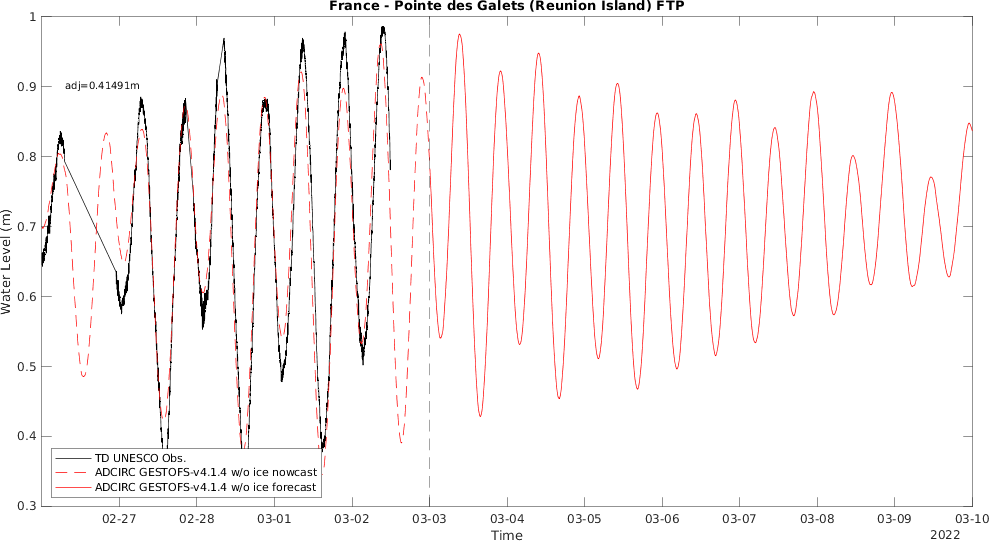 France - Pointe des Galets (Reunion Island) FTP
1
0.9
0.8
0.7
0.6
0.5
0.4
0.3
Water Level (m)
adj=0.41491m
TD UNESCO Obs.
ADCIRC GESTOFS-v4.1.4 w/o ice nowcast
ADCIRC GESTOFS-v4.1.4 w/o ice forecast
02-27 02-28 03-01 03-02 03-03 03-04 03-05 03-06 03-07 03-08 03-09 03-10
Time
2022